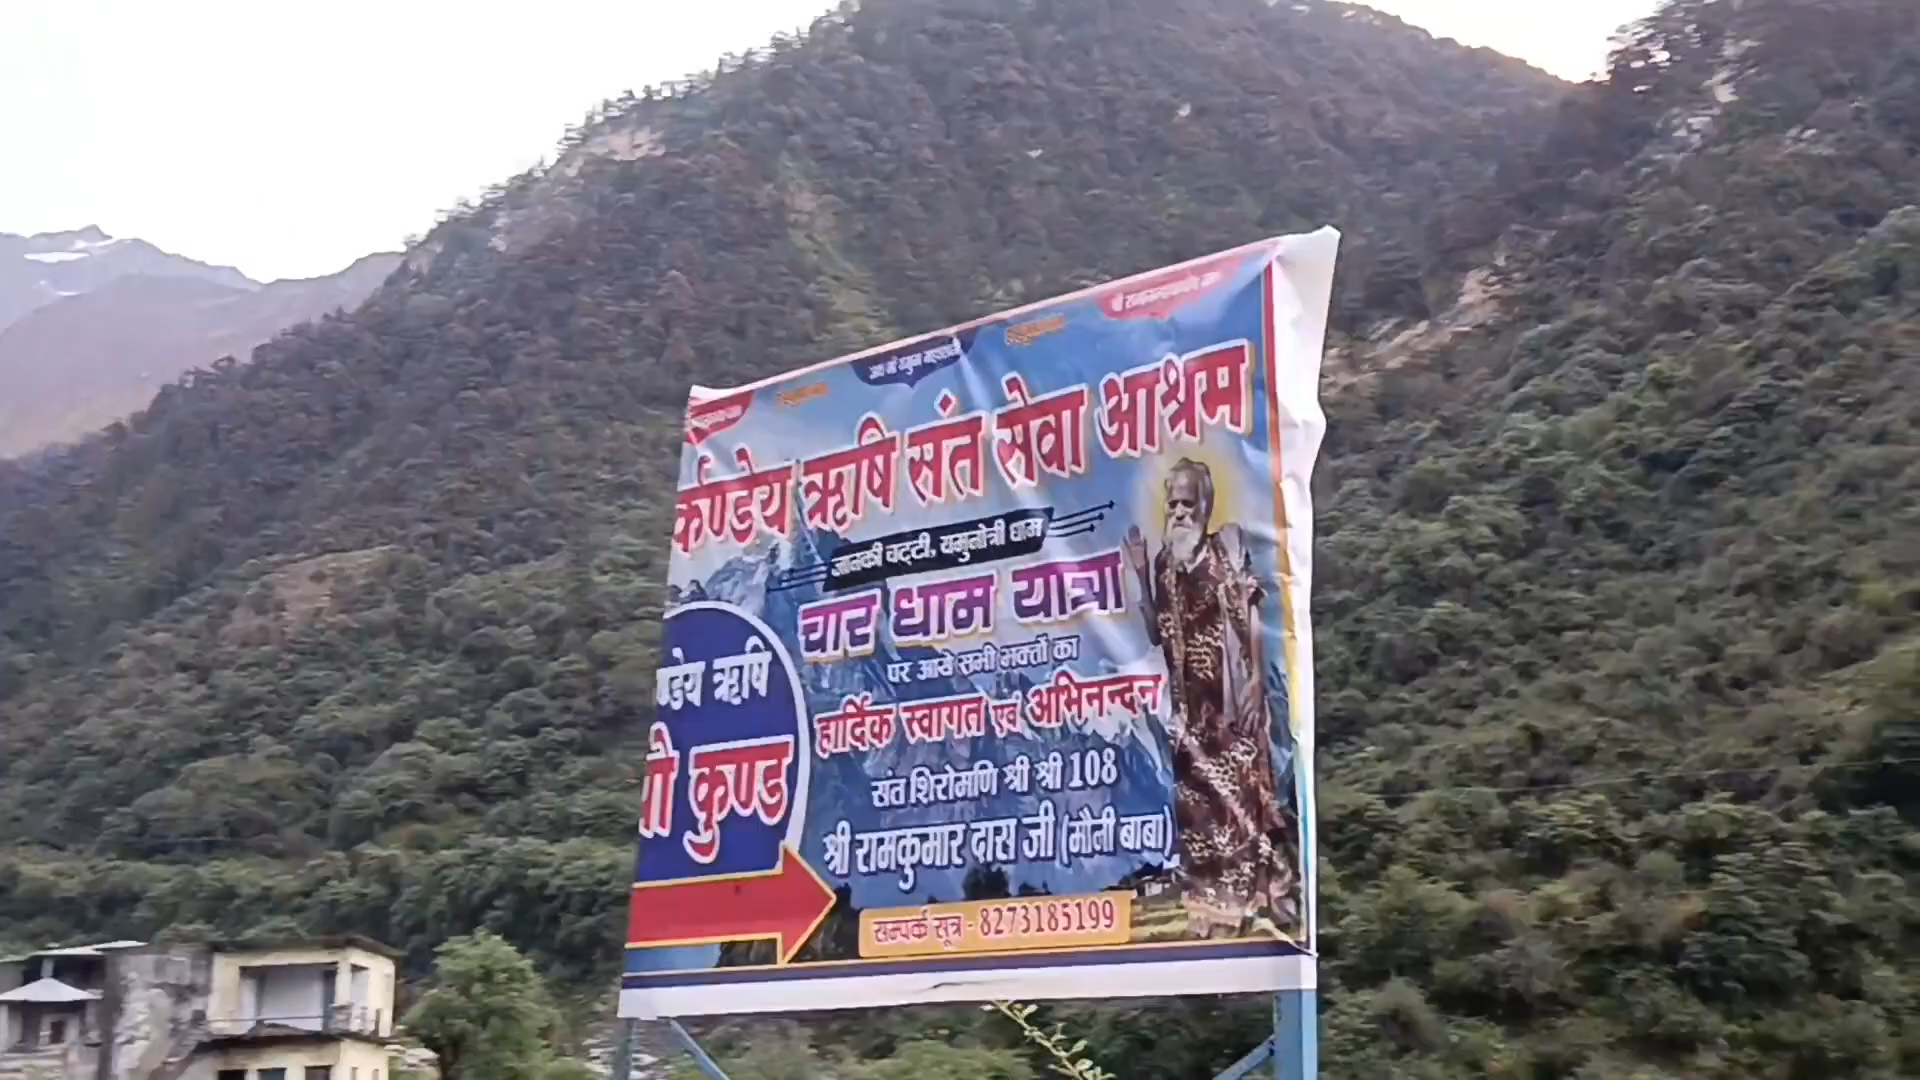 जय माँ यमुना महारानी
र्कण्डेय ऋषि संत सेवा आश्रम
जानकी चट्टी, यमुनोत्री धाम
चार धाम यात्रा
पर आये सभी भक्तों का
हार्दिक स्वागत एवं अभिनन्दन
संत शिरोमणि श्री श्री 108
श्री रामकुमार दास जी (मौनी बाबा)
सम्पर्क सूत्र - 8273185199
ण्डेय ऋषि
कुण्ड